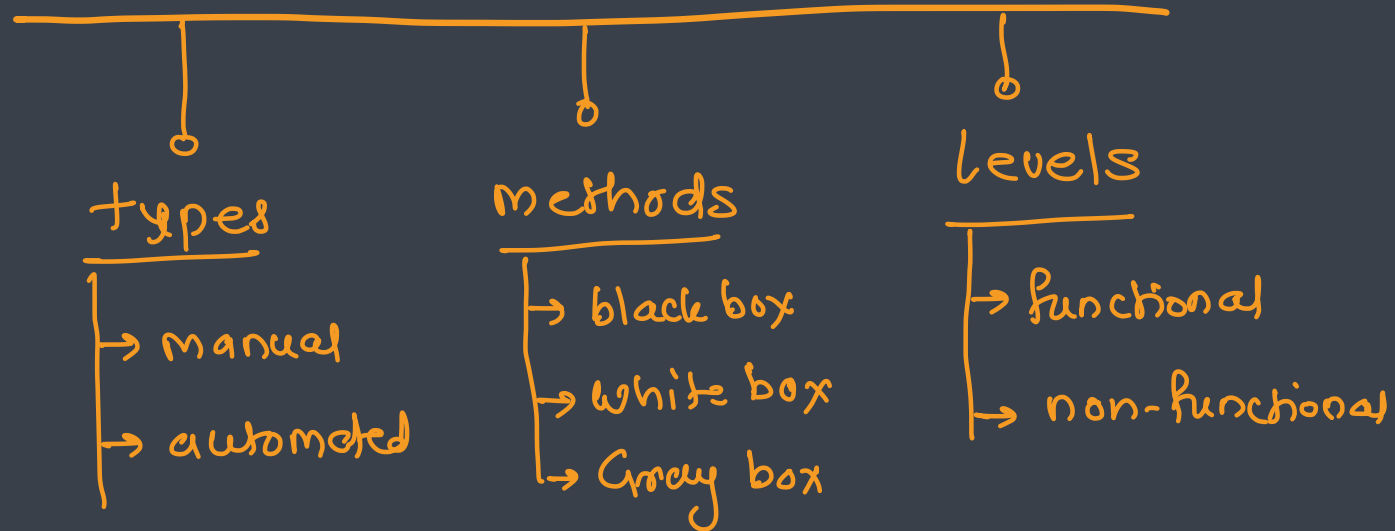 types
manual
automated
methods
black box
white box
Gray box
levels
functional
non-functional